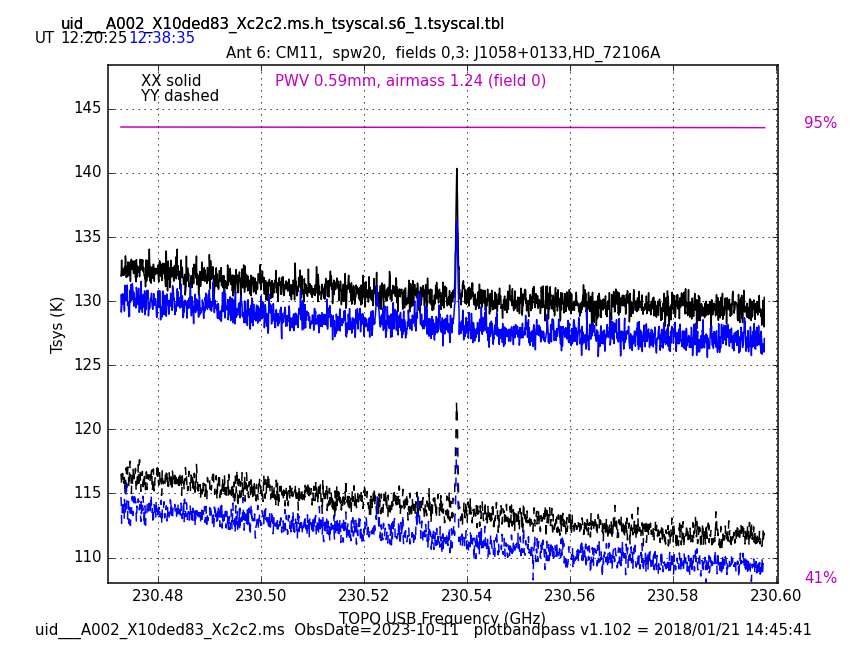 uid___A002_X10ded83_Xc2c2.ms.h_tsyscal.s6_1.tsyscal.tbl
UT 12:20:25 12:38:35
Ant 6: CM11, spw20, fields 0,3: J1058+0133,HD_72106A
XX solid
PWV 0.59mm, airmass 1.24 (field 0)
YY dashed
145
95%
140
135
130
125
120
115
110
41%
Tsys (K)
230.48 230.50 230.52 230.54 230.56 230.58 230.60
TOPO USB Frequency (GHz)
uid___A002_X10ded83_Xc2c2.ms ObsDate=2023-10-11 plotbandpass v1.102 = 2018/01/21 14:45:41